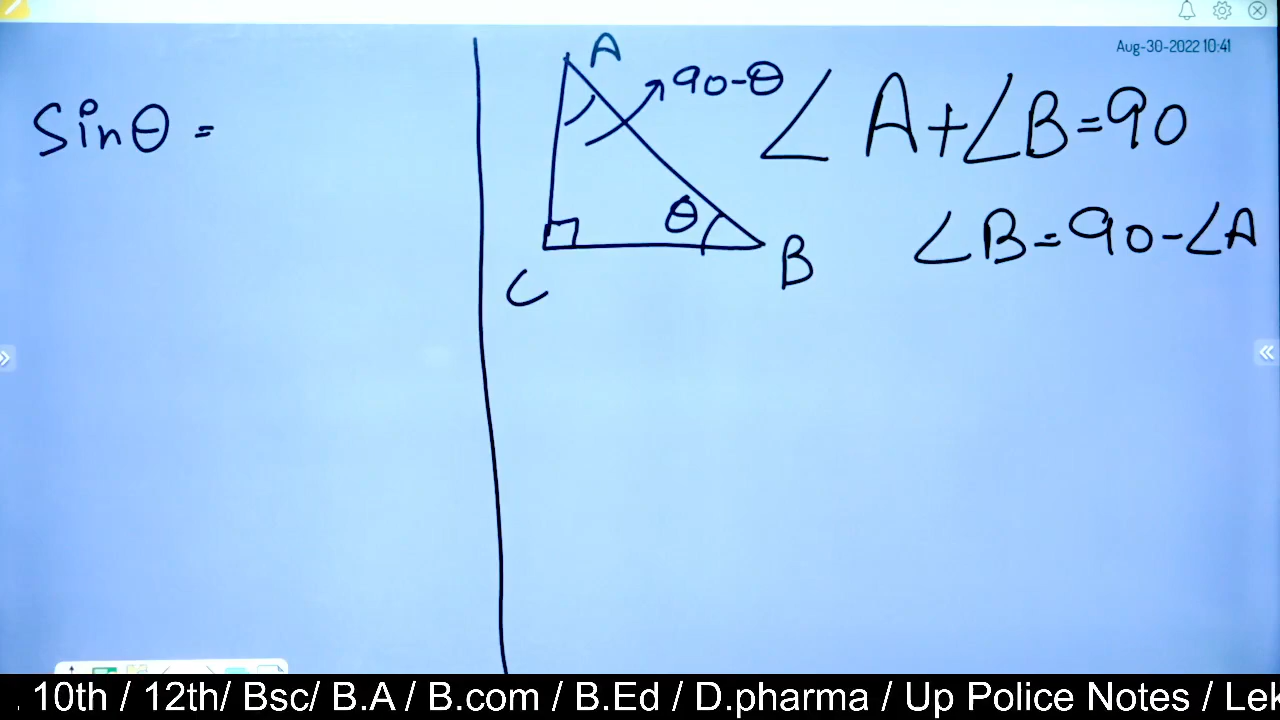 Aug-30-2022 10:41
Sinθ =
A
90-θ
∠A+∠B=90
θ
∠B=90-∠A
C
B
. 10th / 12th/ Bsc/ B.A / B.com / B.Ed / D.pharma / Up Police Notes / Lek